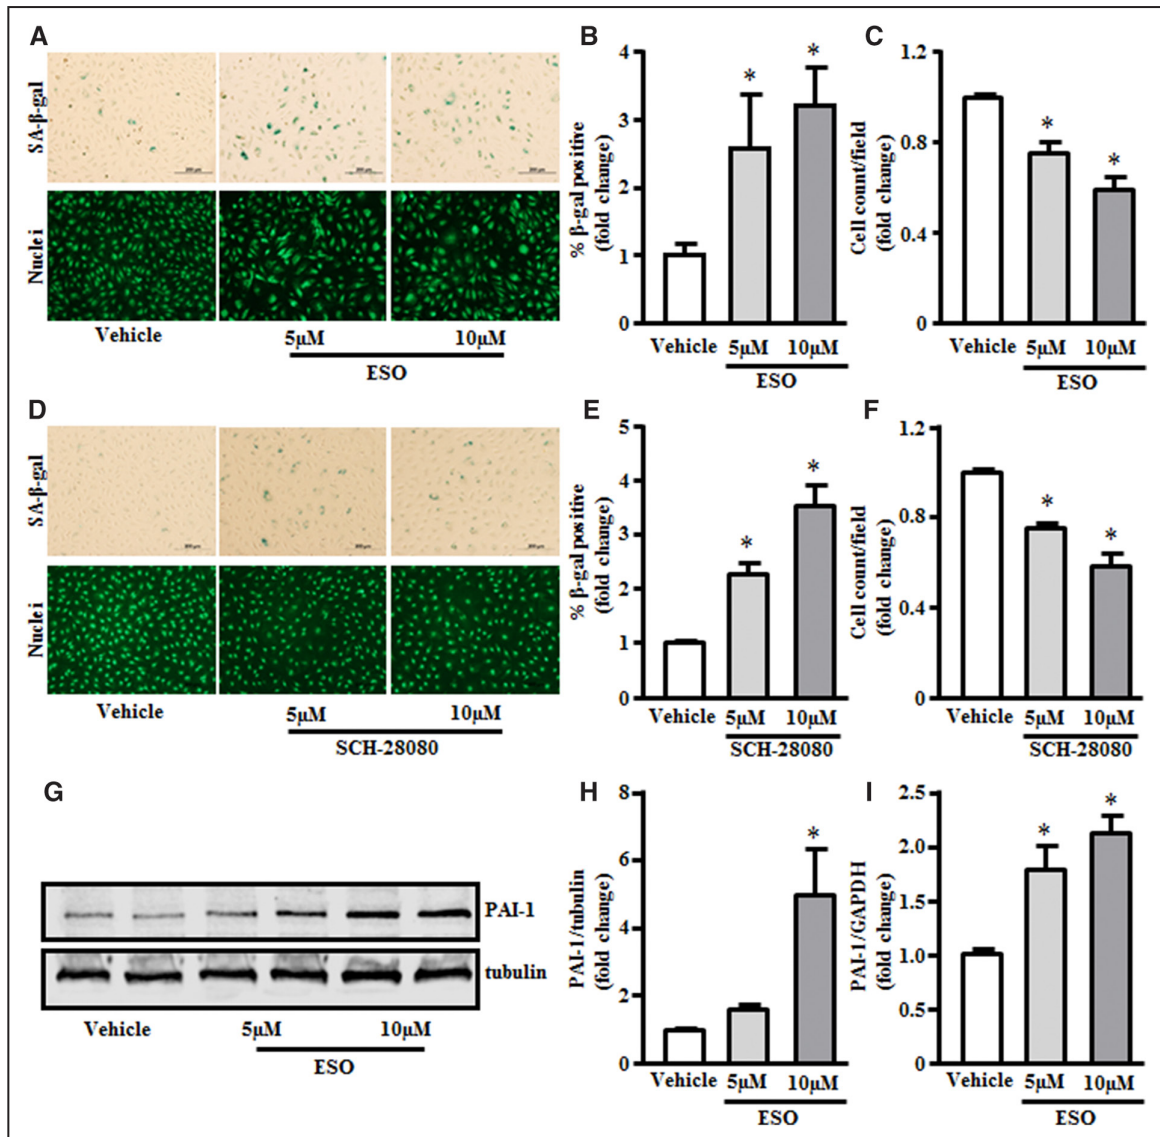 A
SA-β-gal
Nuclei
Vehicle 5μM 10μM
ESO
B
% β-gal positive
(fold change)
4
3
2
1
0
* *
Vehicle 5μM 10μM
ESO
C
Cell count/field
(fold change)
1.2
0.8
0.4
0
* *
Vehicle 5μM 10μM
ESO
D
SA-β-gal
Nuclei
Vehicle 5μM 10μM
SCH-28080
E
% β-gal positive
(fold change)
5
4
3
2
1
0
* *
Vehicle 5μM 10μM
SCH-28080
F
Cell count/field
(fold change)
1.2
0.8
0.4
0
* *
Vehicle 5μM 10μM
SCH-28080
G
PAI-1
tubulin
Vehicle 5μM 10μM
ESO
H
PAI-1/tubulin
(fold change)
8
6
4
2
0
*
Vehicle 5μM 10μM
ESO
I
PAI-1/GAPDH
(fold change)
2.5
2.0
1.5
1.0
0.5
0
* *
Vehicle 5μM 10μM
ESO